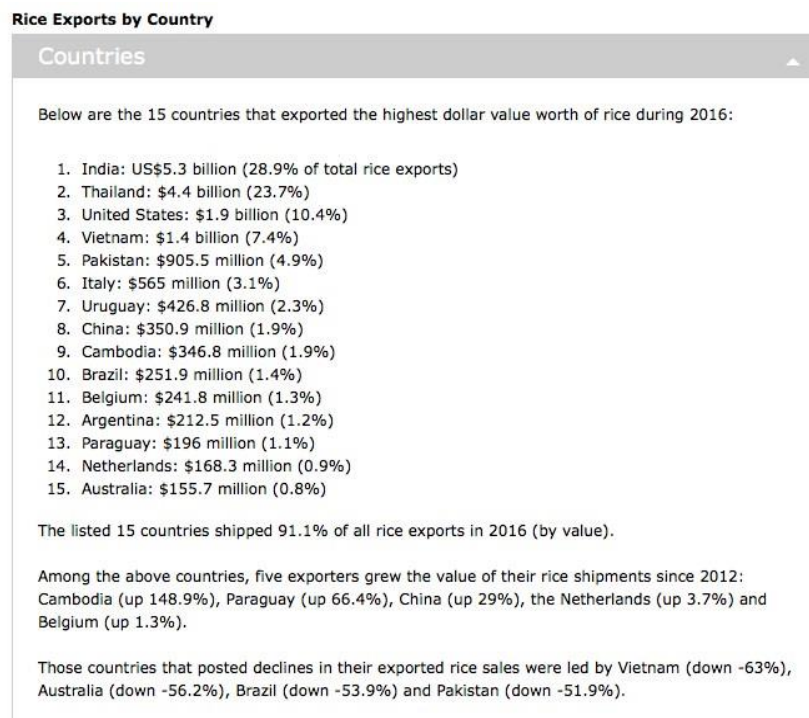 Rice Exports by Country
Countries
Below are the 15 countries that exported the highest dollar value worth of rice during 2016:
1. India: US$5.3 billion (28.9% of total rice exports)
2. Thailand: $4.4 billion (23.7%)
3. United States: $1.9 billion (10.4%)
4. Vietnam: $1.4 billion (7.4%)
5. Pakistan: $905.5 million (4.9%)
6. Italy: $565 million (3.1%)
7. Uruguay: $426.8 million (2.3%)
8. China: $350.9 million (1.9%)
9. Cambodia: $346.8 million (1.9%)
10. Brazil: $251.9 million (1.4%)
11. Belgium: $241.8 million (1.3%)
12. Argentina: $212.5 million (1.2%)
13. Paraguay: $196 million (1.1%)
14. Netherlands: $168.3 million (0.9%)
15. Australia: $155.7 million (0.8%)
The listed 15 countries shipped 91.1% of all rice exports in 2016 (by value).
Among the above countries, five exporters grew the value of their rice shipments since 2012:
Cambodia (up 148.9%), Paraguay (up 66.4%), China (up 29%), the Netherlands (up 3.7%) and
Belgium (up 1.3%).
Those countries that posted declines in their exported rice sales were led by Vietnam (down -63%),
Australia (down -56.2%), Brazil (down -53.9%) and Pakistan (down -51.9%).